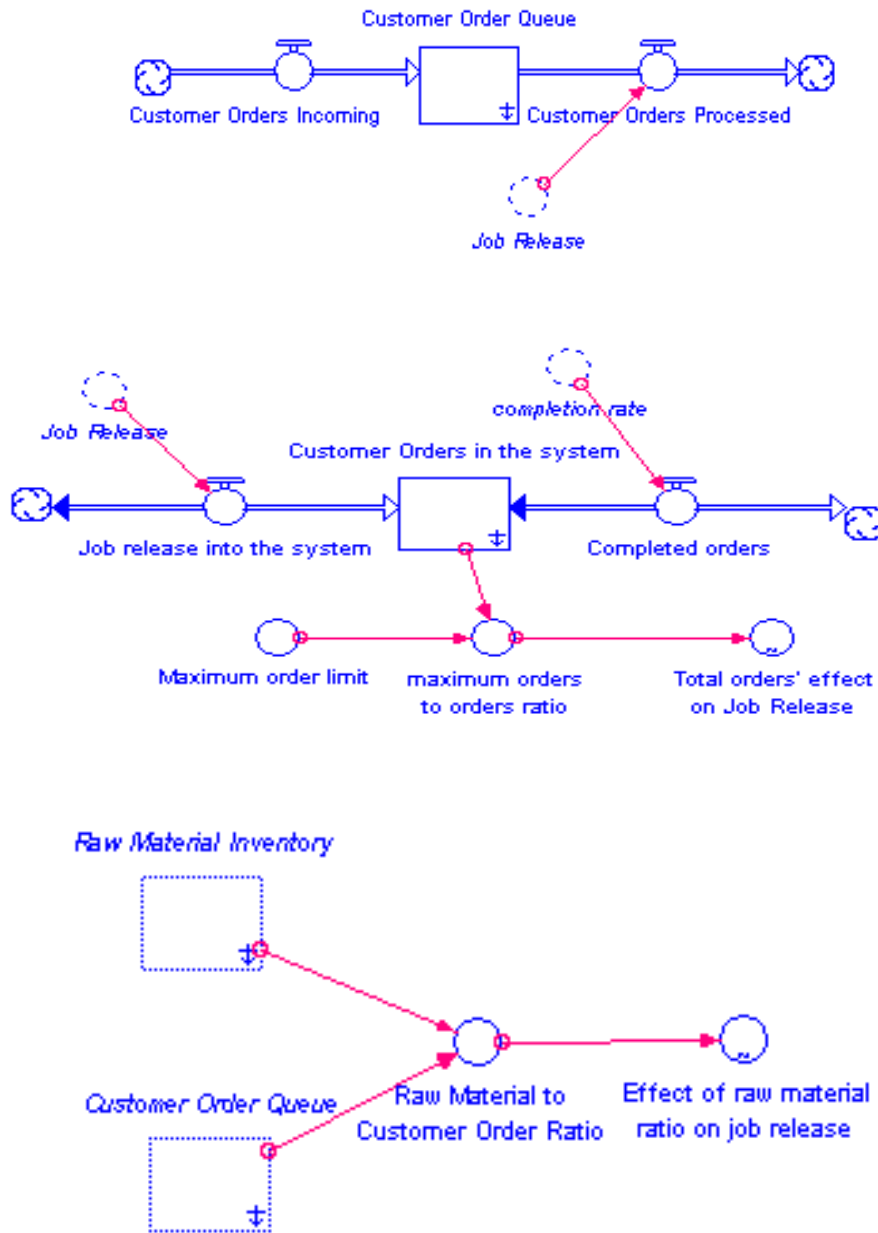 Customer Order Queue
Customer Orders Incoming
Customer Orders Processed
Job Release
Job Release
completion rate
Customer Orders in the system
Job release into the system
Completed orders
Maximum order limit
maximum orders
to orders ratio
Total orders' effect
on Job Release
Raw Material Inventory
Customer Order Queue
Raw Material to
Customer Order Ratio
Effect of raw material
ratio on job release